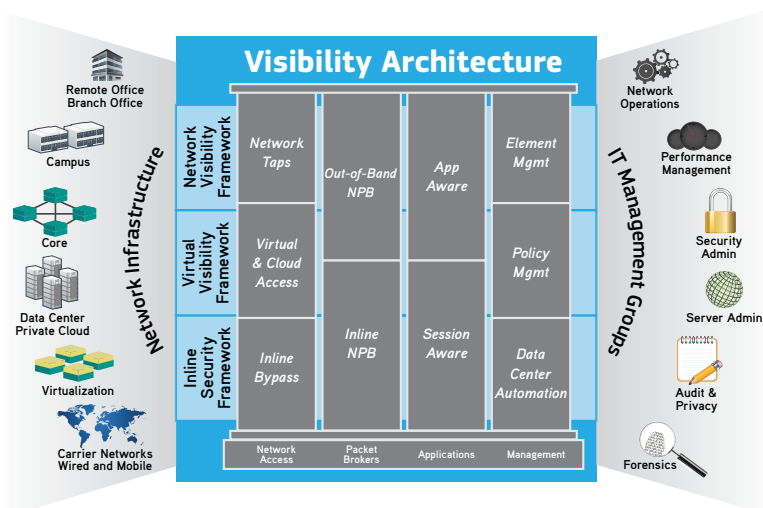 Visibility Architecture
Remote Office
Branch Office
Campus
Core
Data Center
Private Cloud
Virtualization
Carrier Networks
Wired and Mobile
Network Infrastructure
Network
Visibility
Framework
Virtual
Visibility
Framework
Inline
Security
Framework
Network
Taps
Virtual
& Cloud
Access
Inline
Bypass
Out-of-Band
NPB
Inline
NPB
App
Aware
Session
Aware
Element
Mgmt
Policy
Mgmt
Data
Center
Automation
Network
Access
Packet
Brokers
Applications
Management
IT Management Groups
Network
Operations
Performance
Management
Security
Admin
Server Admin
Audit &
Privacy
Forensics